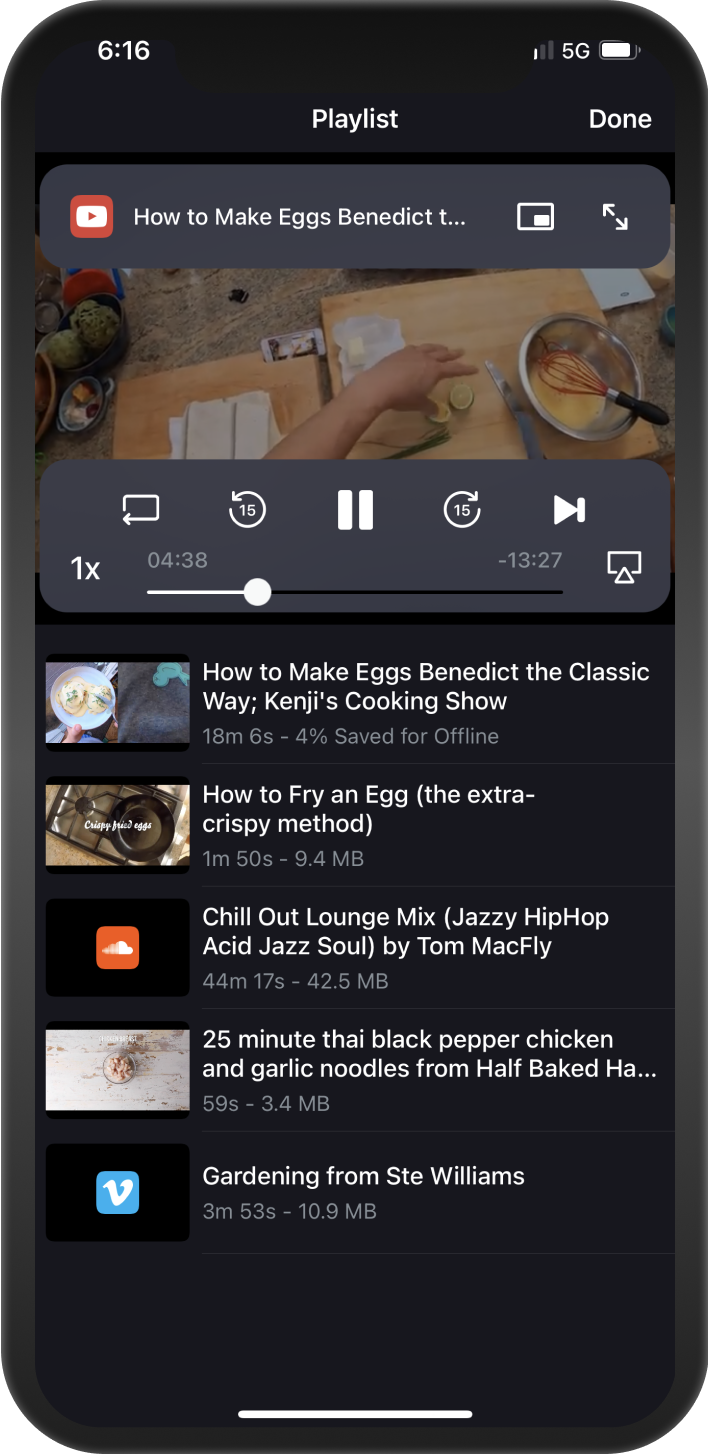 6:16
5G
Playlist
Done
How to Make Eggs Benedict t...
15
15
1x
04:38
-13:27
How to Make Eggs Benedict the Classic
Way; Kenji's Cooking Show
18m 6s - 4% Saved for Offline
Crispy fried eggs
How to Fry an Egg (the extra-
crispy method)
1m 50s - 9.4 MB
Chill Out Lounge Mix (Jazzy HipHop
Acid Jazz Soul) by Tom MacFly
44m 17s - 42.5 MB
25 minute thai black pepper chicken
and garlic noodles from Half Baked Ha...
59s - 3.4 MB
Gardening from Ste Williams
3m 53s - 10.9 MB